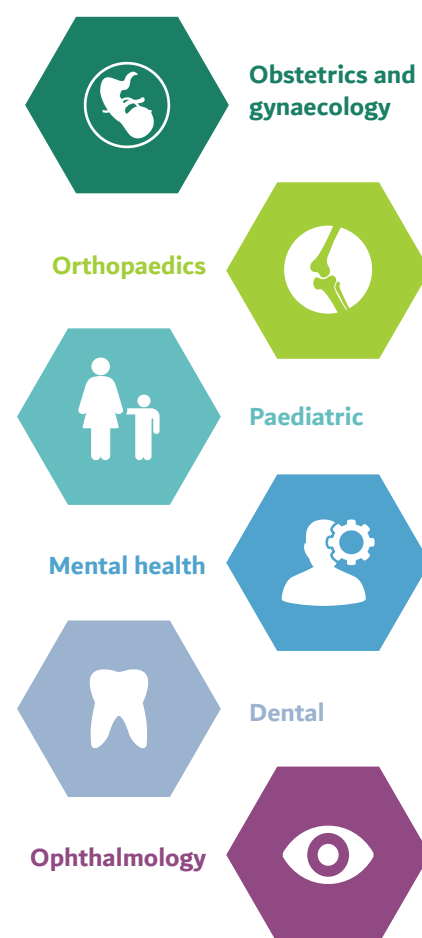 Obstetrics and
gynaecology
Orthopaedics
Paediatric
Mental health
Dental
Ophthalmology